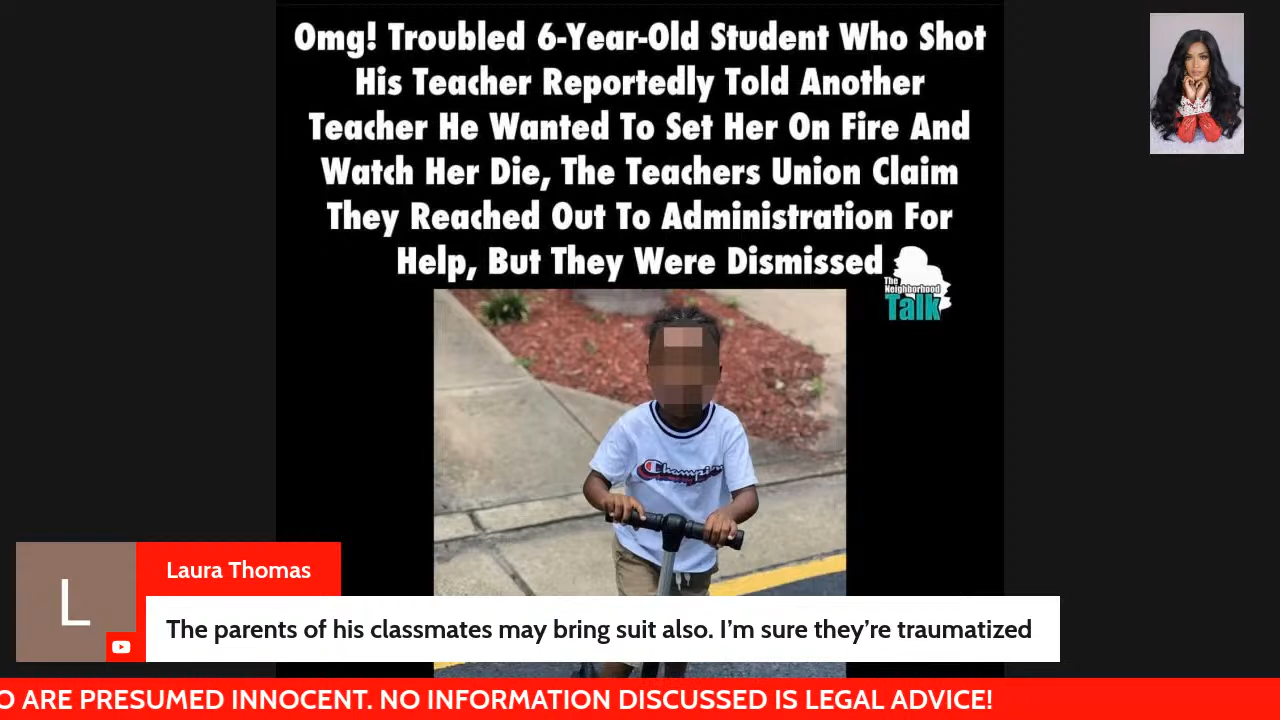 Omg! Troubled 6-Year-Old Student Who Shot
His Teacher Reportedly Told Another
Teacher He Wanted To Set Her On Fire And
Watch Her Die, The Teachers Union Claim
They Reached Out To Administration For
Help, But They Were Dismissed
The
Neighborhood
Talk
Champion
L
Laura Thomas
The parents of his classmates may bring suit also. I’m sure they’re traumatized
O ARE PRESUMED INNOCENT. NO INFORMATION DISCUSSED IS LEGAL ADVICE!